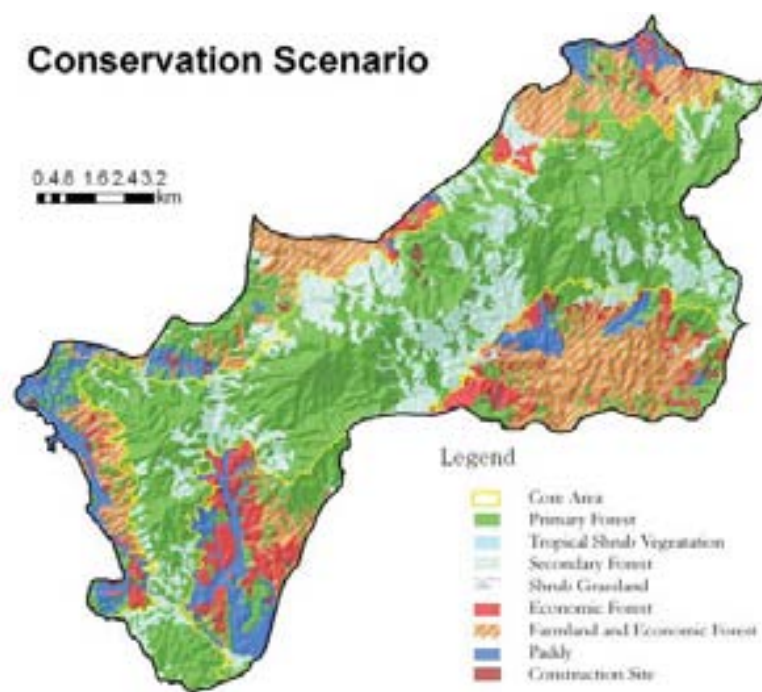 Conservation Scenario
0.4.8 1.6 2.4 3.2
km
Legend
Core Area
Primary Forest
Tropical Shrub Vegeatation
Secondary Forest
Shrub Grassland
Economic Forest
Farmland and Economic Forest
Paddy
Construction Site